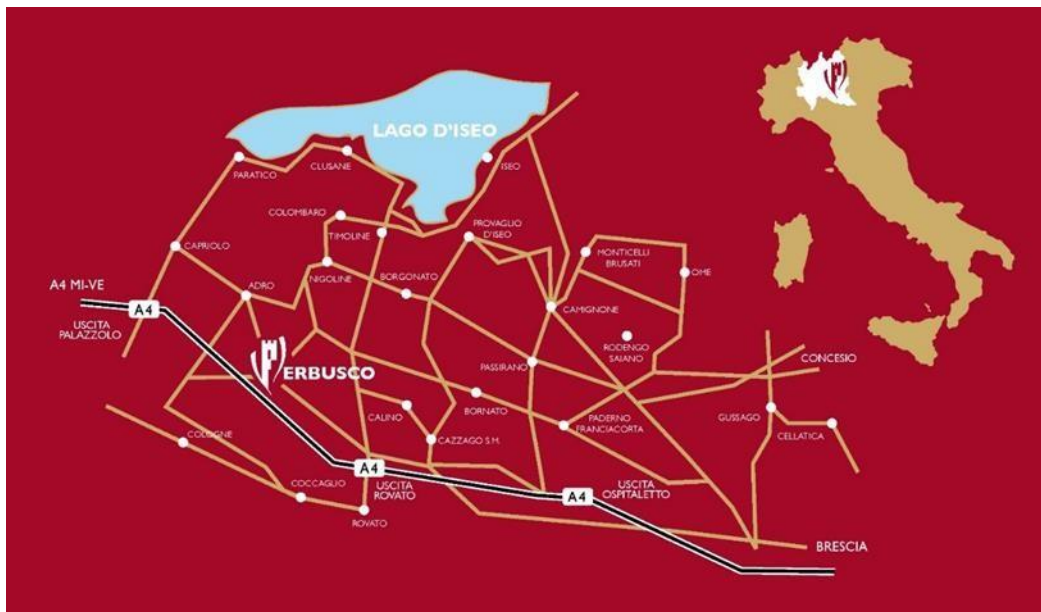 LAGO D'ISEO
PARATICO
CLUSANE
ISEO
COLOMBARO
TIMOLINE
PROVAGLIO
D'ISEO
CAPRIOLO
MONTICELLI
BRUSATI
OME
A4 MI-VE
ADRO
NIGOLINE
BORGONATO
A4
USCITA
PALAZZOLO
CAMIGNONE
RODENGO
SAIANO
ERBUSCO
PASSIRANO
CONCESIO
CALINO
BORNATO
PADERNO
FRANCIACORTA
GUSSAGO
CELLATICA
COLOGNE
CAZZAGO S.M.
A4
USCITA
ROVATO
COCCAGLIO
ROVATO
A4
USCITA
OSPITALETTO
BRESCIA